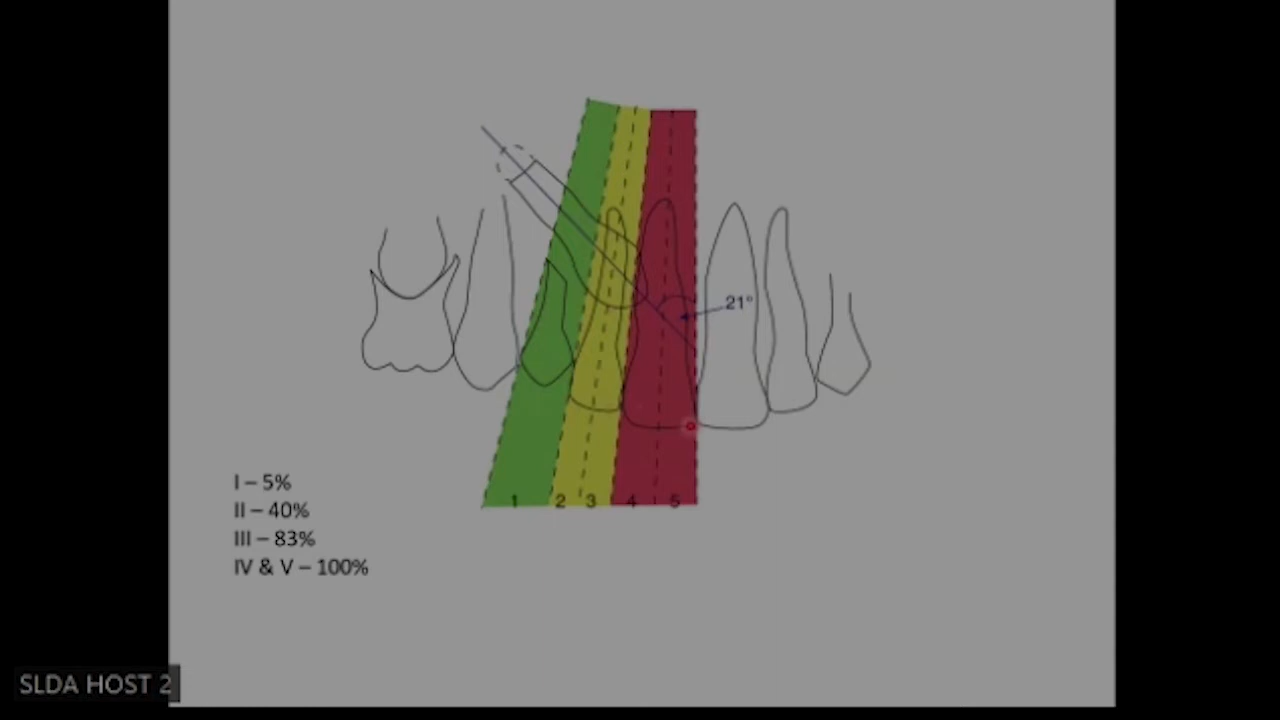 21°
1 2 3 4 5
I – 5%
II – 40%
III – 83%
IV & V – 100%
SLDA HOST 2